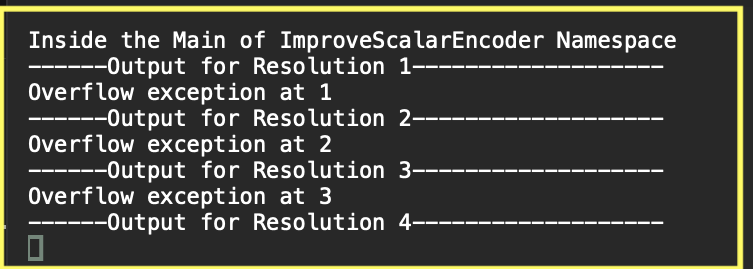 Inside the Main of ImproveScalarEncoder Namespace
------Output for Resolution 1-------------------
Overflow exception at 1
------Output for Resolution 2-------------------
Overflow exception at 2
------Output for Resolution 3-------------------
Overflow exception at 3
------Output for Resolution 4-------------------